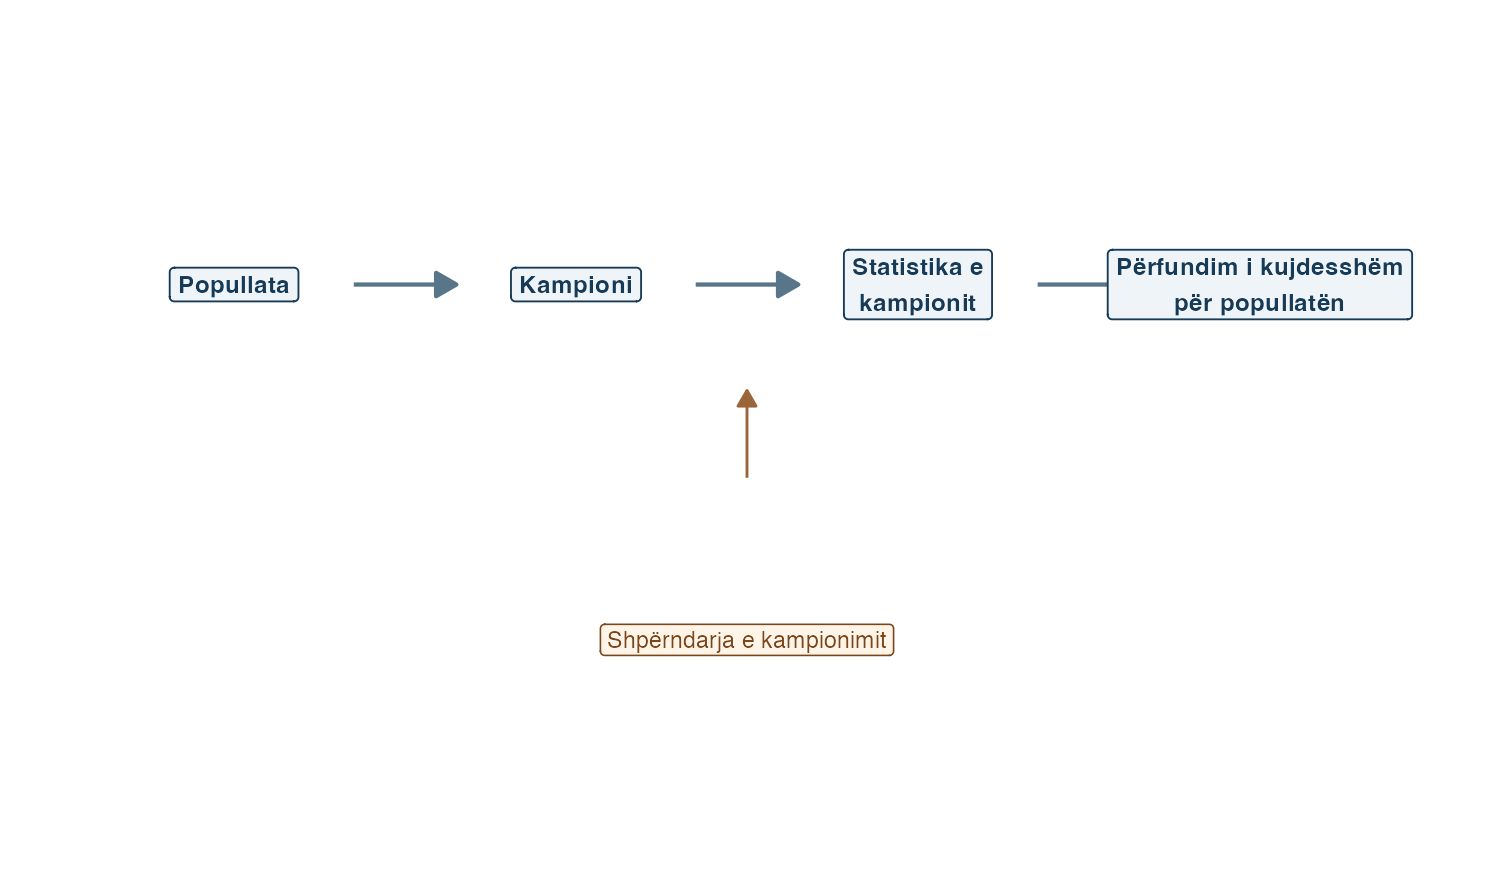 Popullata
Kampioni
Statistika e
kampionit
Përfundim i kujdesshëm
për popullatën
Shpërndarja e kampionimit